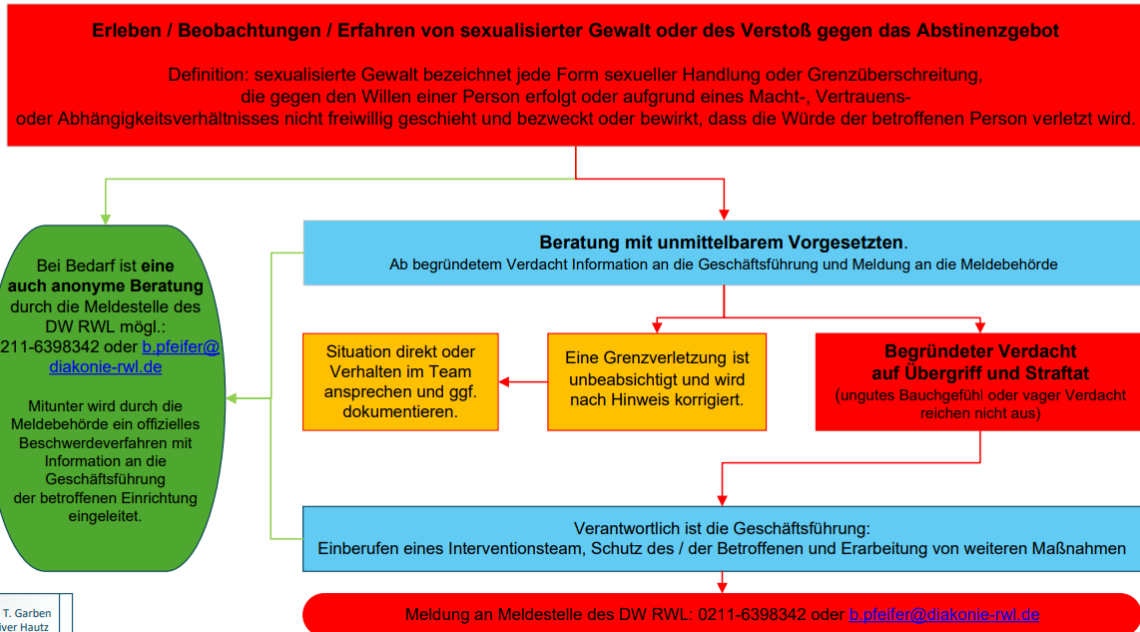 Erleben / Beobachtungen / Erfahren von sexualisierter Gewalt oder des Verstoß gegen das Abstinenzgebot
Definition: sexualisierte Gewalt bezeichnet jede Form sexueller Handlung oder Grenzüberschreitung,
die gegen den Willen einer Person erfolgt oder aufgrund eines Macht-, Vertrauens-
oder Abhängigkeitsverhältnisses nicht freiwillig geschieht und bezweckt oder bewirkt, dass die Würde der betroffenen Person verletzt wird.
Bei Bedarf ist eine
auch anonyme Beratung
durch die Meldestelle des
DW RWL mögl.:
211-6398342 oder b.pfeifer@
diakonie-rwl.de
Mitunter wird durch die
Meldebehörde ein offizielles
Beschwerdeverfahren mit
Information an die
Geschäftsführung
der betroffenen Einrichtung
eingeleitet.
Beratung mit unmittelbarem Vorgesetzten.
Ab begründetem Verdacht Information an die Geschäftsführung und Meldung an die Meldebehörde
Situation direkt oder
Verhalten im Team
ansprechen und ggf.
dokumentieren.
Eine Grenzverletzung ist
unbeabsichtigt und wird
nach Hinweis korrigiert.
Begründeter Verdacht
auf Übergriff und Straftat
(ungutes Bauchgefühl oder vager Verdacht
reichen nicht aus)
Verantwortlich ist die Geschäftsführung:
Einberufen eines Interventionsteam, Schutz des / der Betroffenen und Erarbeitung von weiteren Maßnahmen
Meldung an Meldestelle des DW RWL: 0211-6398342 oder b.pfeifer@diakonie-rwl.de
T. Garben
iver Hautz